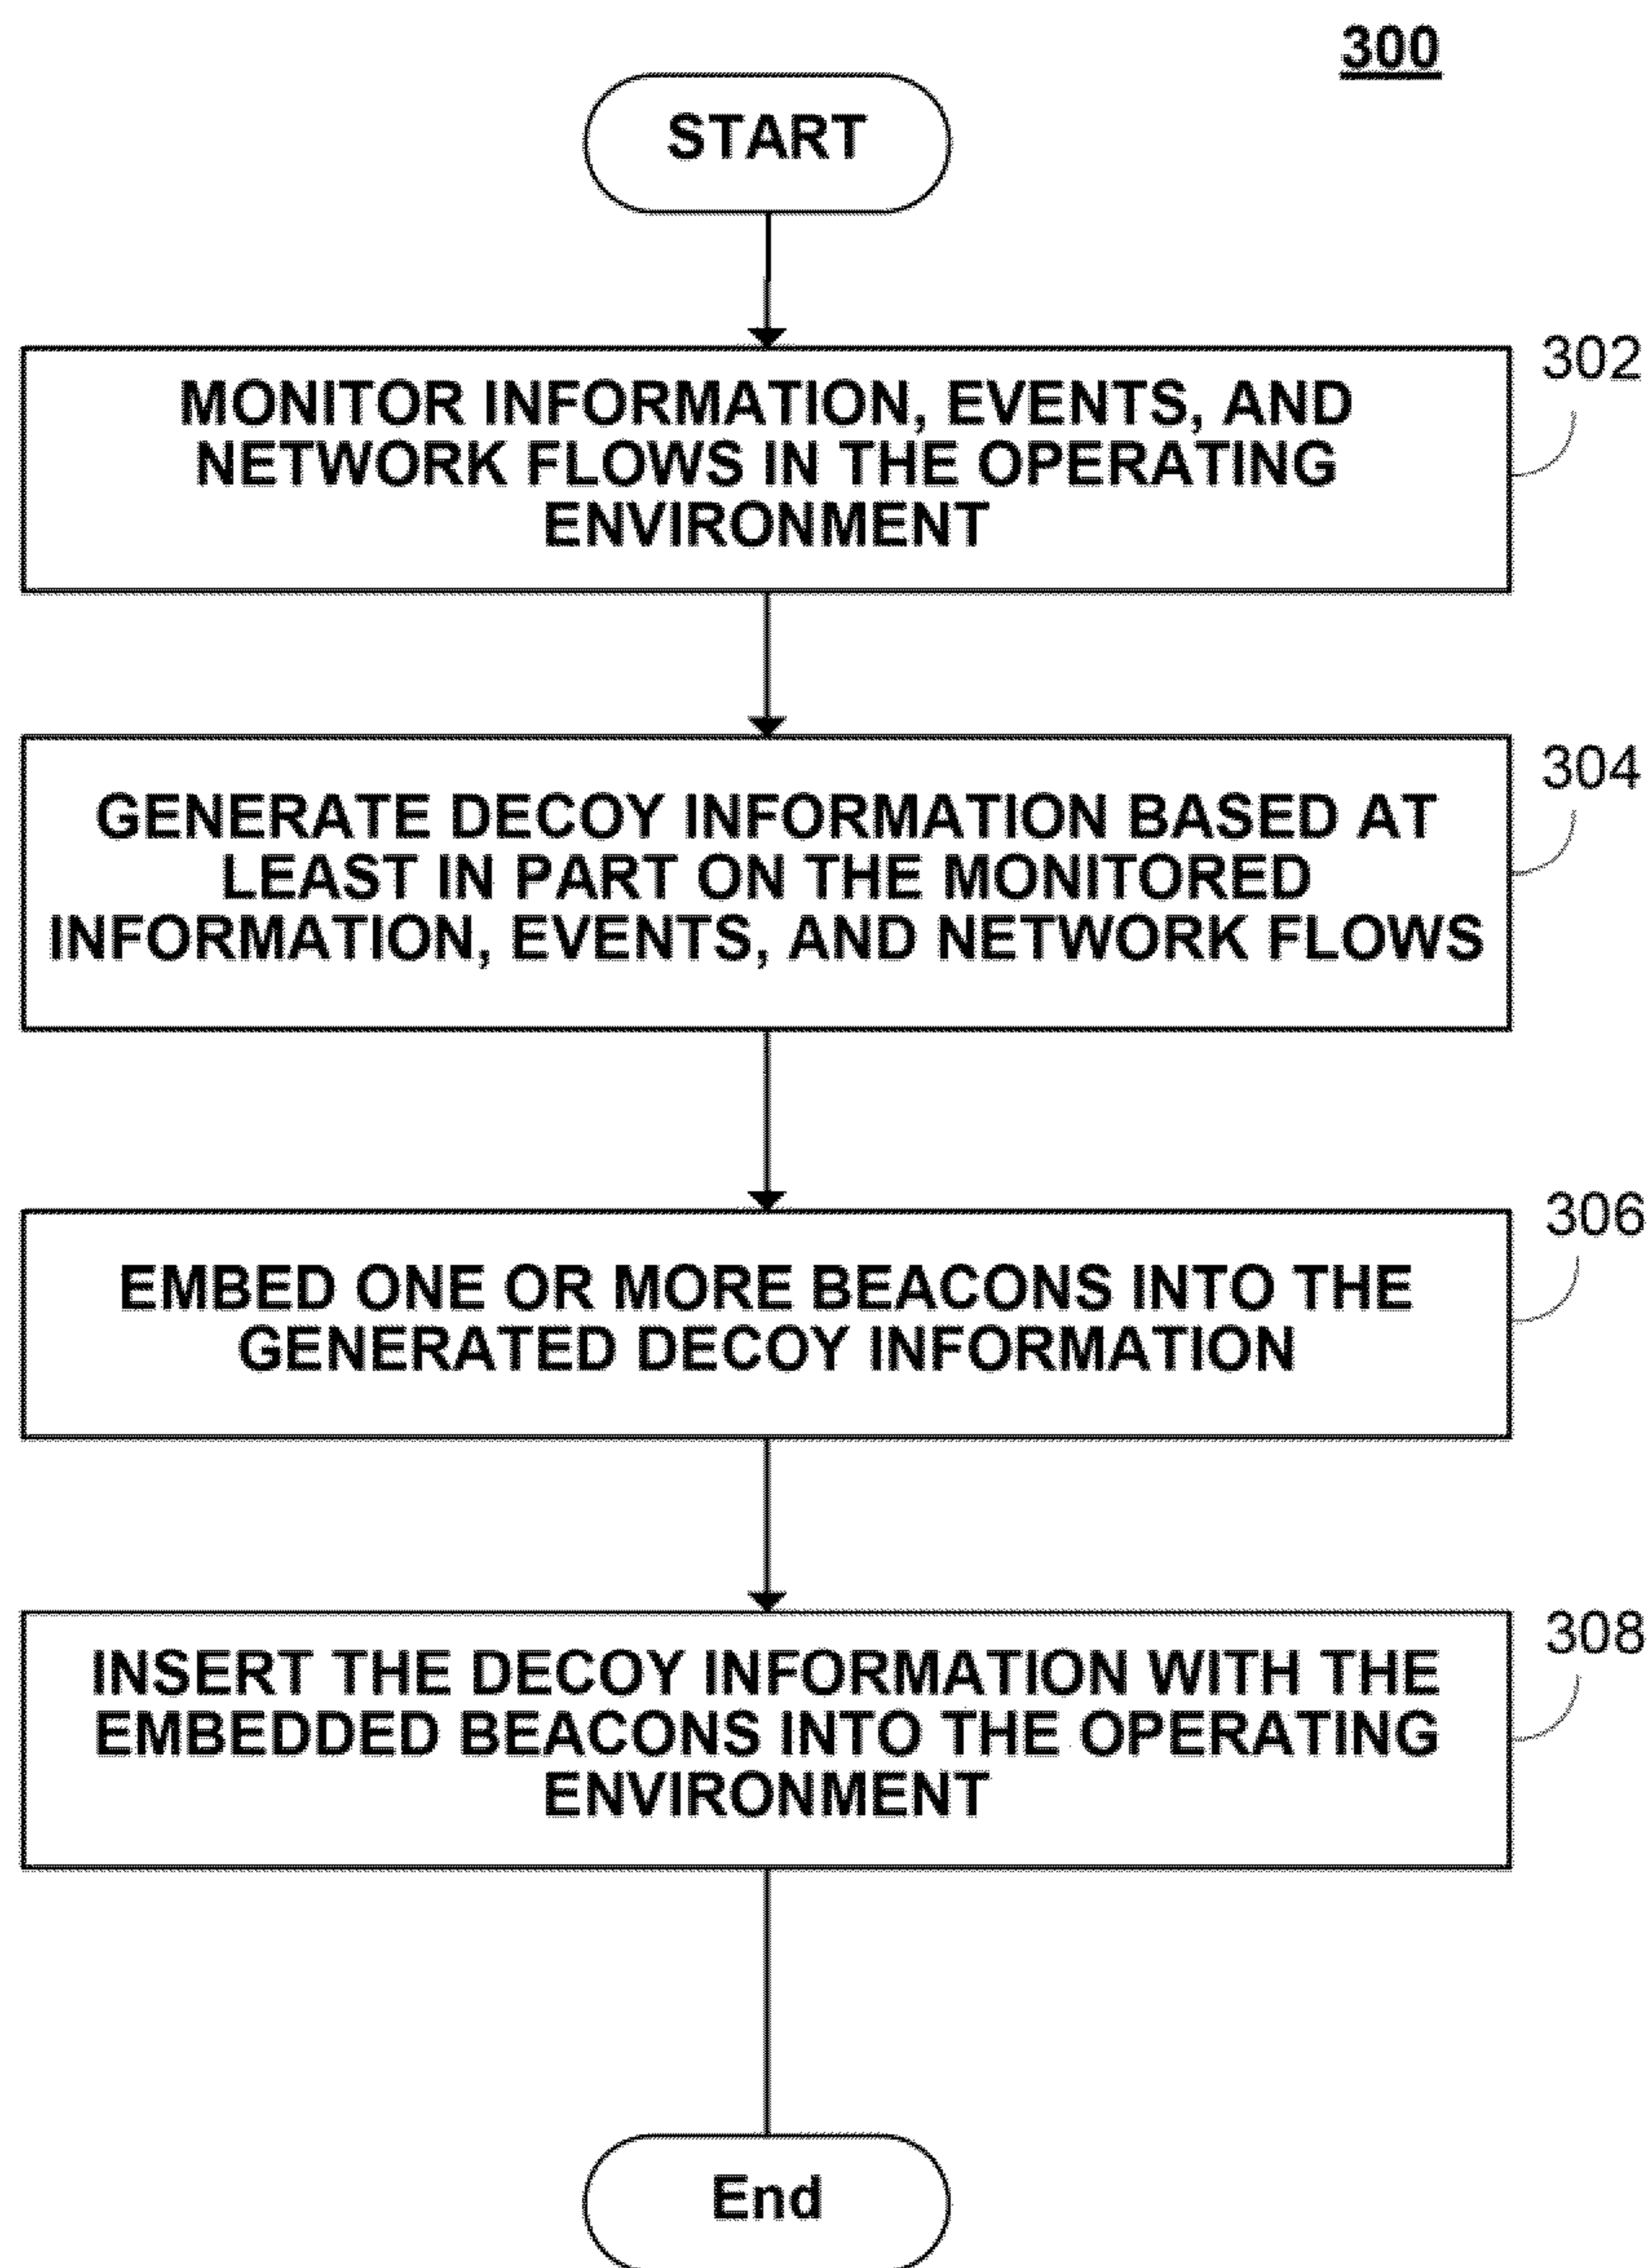 300
START
MONITOR INFORMATION, EVENTS, AND
NETWORK FLOWS IN THE OPERATING
ENVIRONMENT
302
GENERATE DECOY INFORMATION BASED AT
LEAST IN PART ON THE MONITORED
INFORMATION, EVENTS, AND NETWORK FLOWS
304
EMBED ONE OR MORE BEACONS INTO THE
GENERATED DECOY INFORMATION
306
INSERT THE DECOY INFORMATION WITH THE
EMBEDDED BEACONS INTO THE OPERATING
ENVIRONMENT
308
End